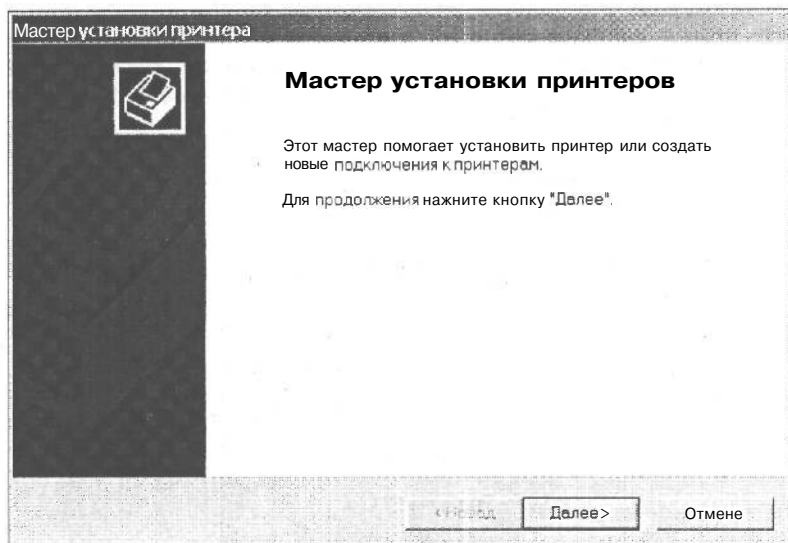 Мастер установки принтера
Мастер установки принтеров
Этот мастер помогает установить принтер или создать
новые подключения к принтерам.
Для продолжения нажмите кнопку "Далее".
< Назад
Далее>
Отмене